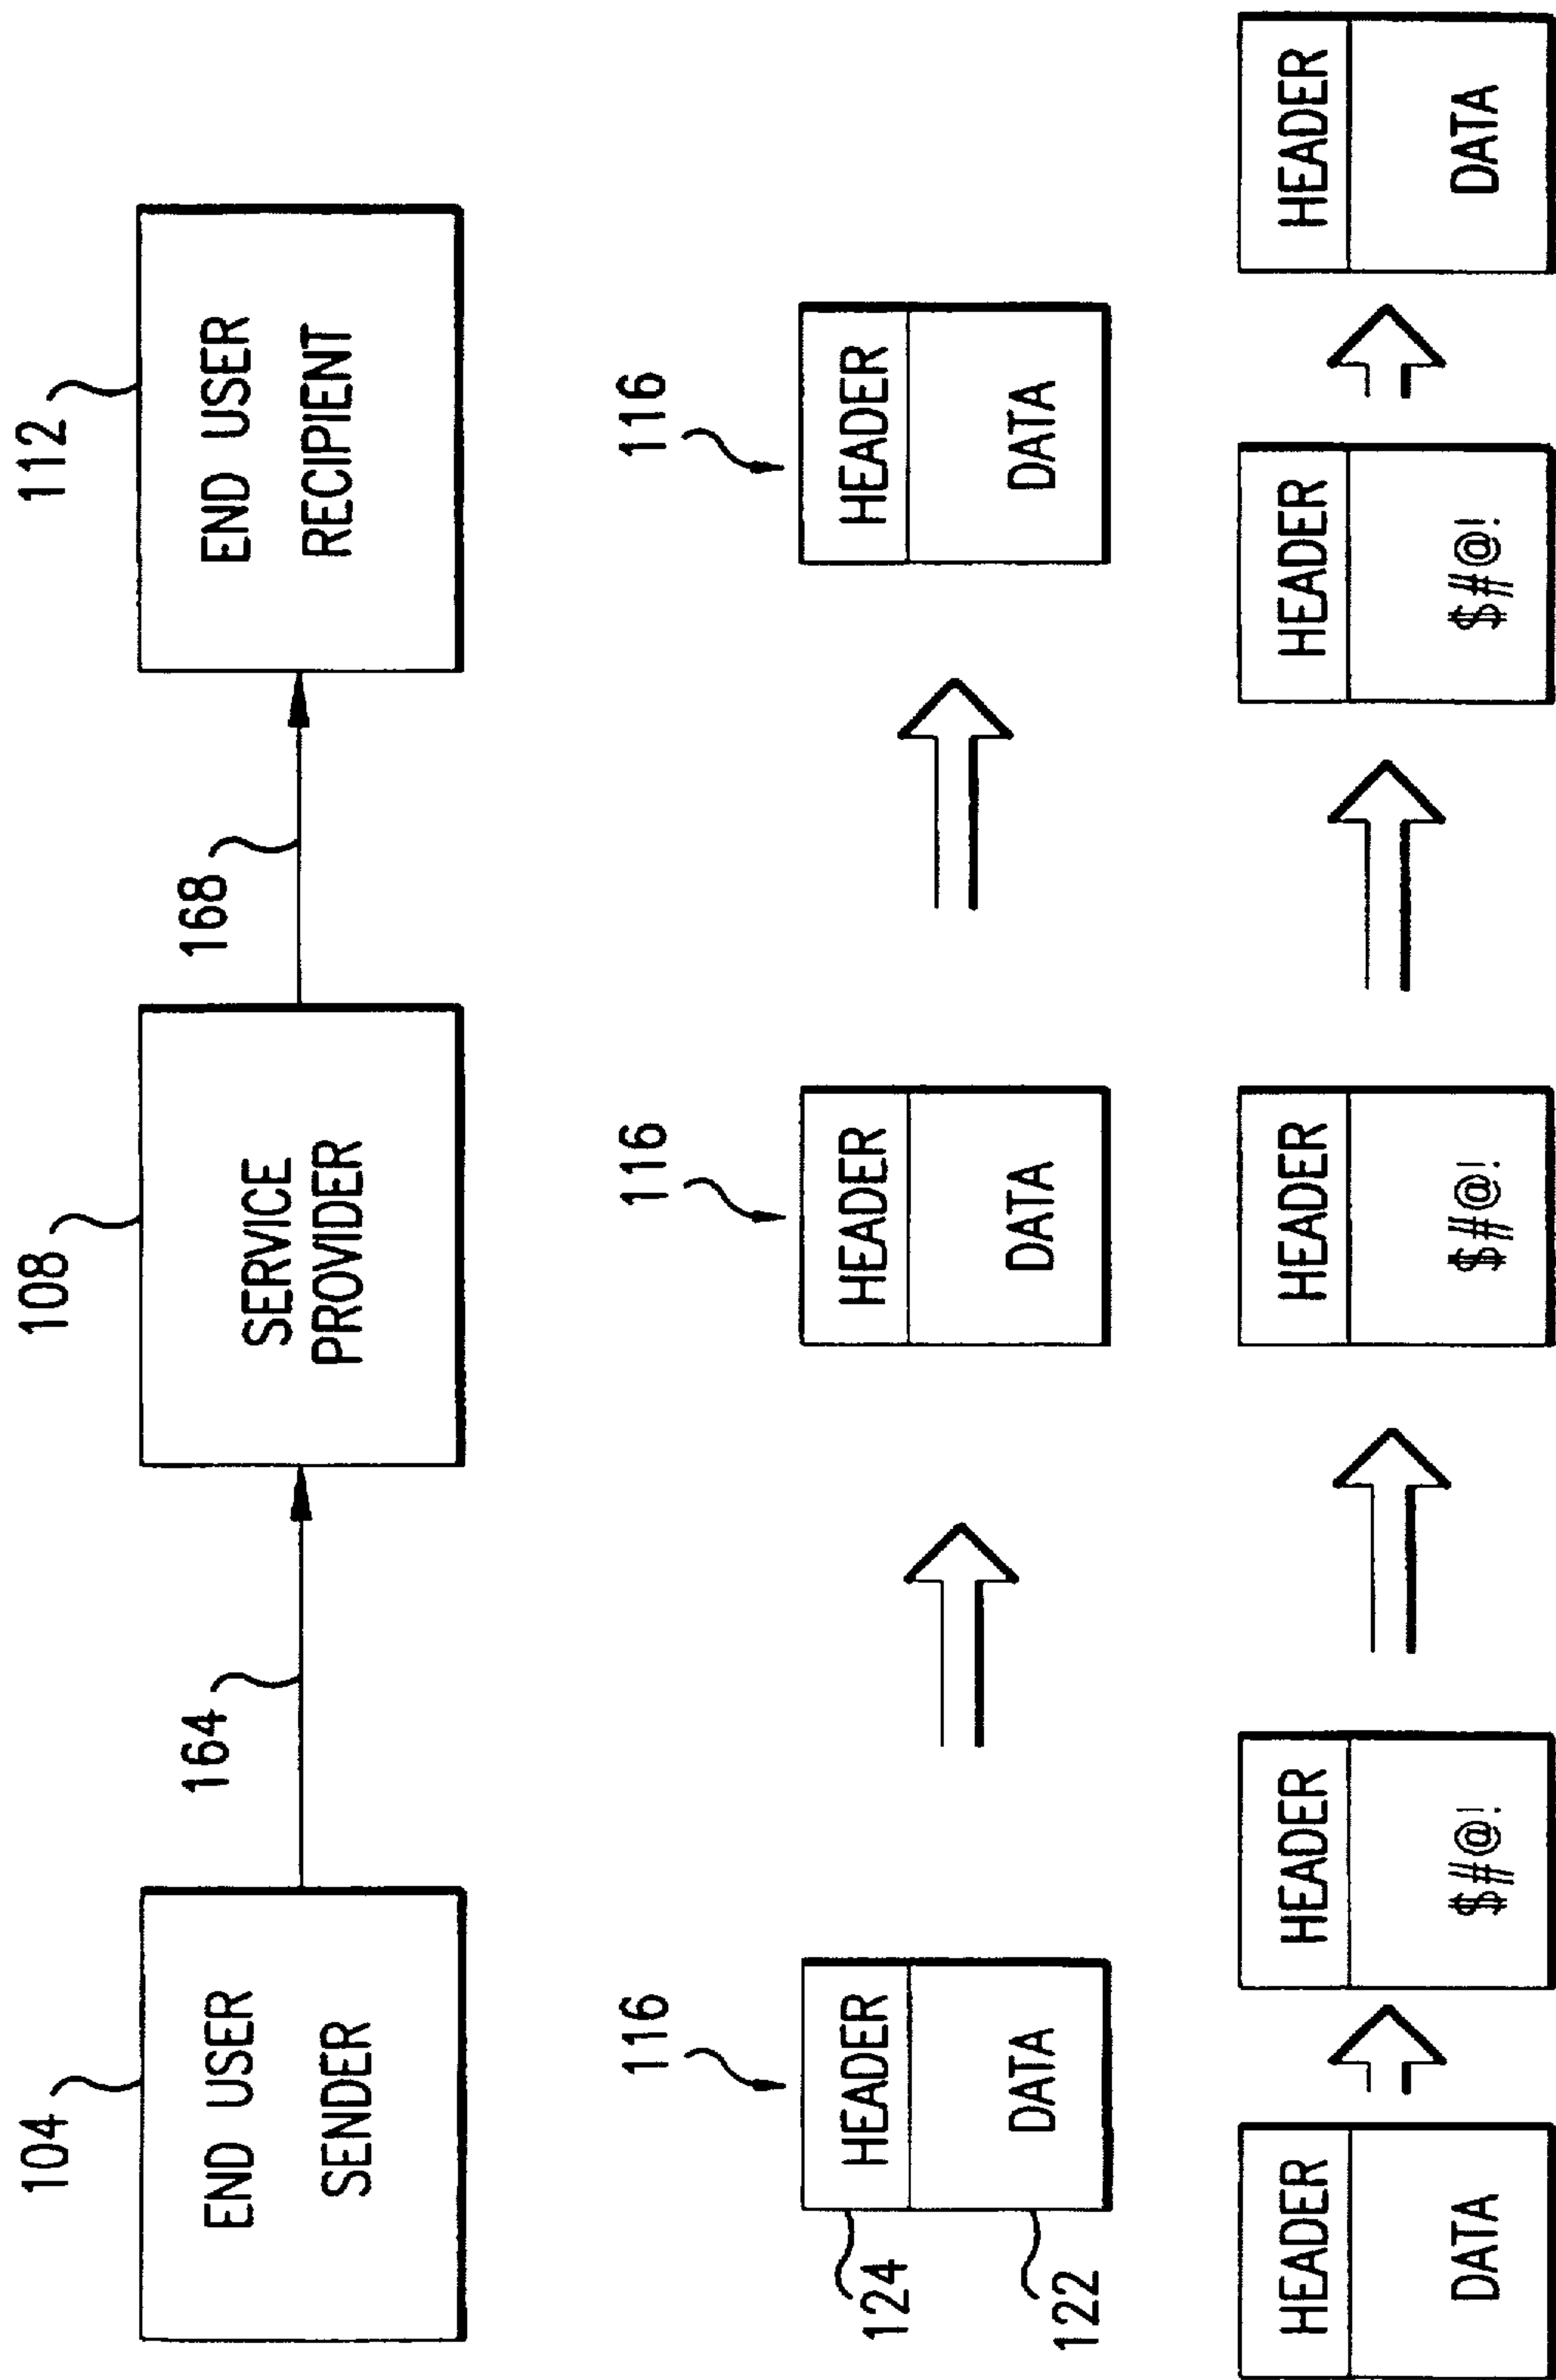 104
108
112
END USER
SENDER
164
SERVICE
PROVIDER
168
END USER
RECIPIENT
116
116
116
124
HEADER
122
DATA
HEADER
DATA
HEADER
DATA
HEADER
DATA
HEADER
$#@!
HEADER
$#@!
HEADER
$#@!
HEADER
DATA